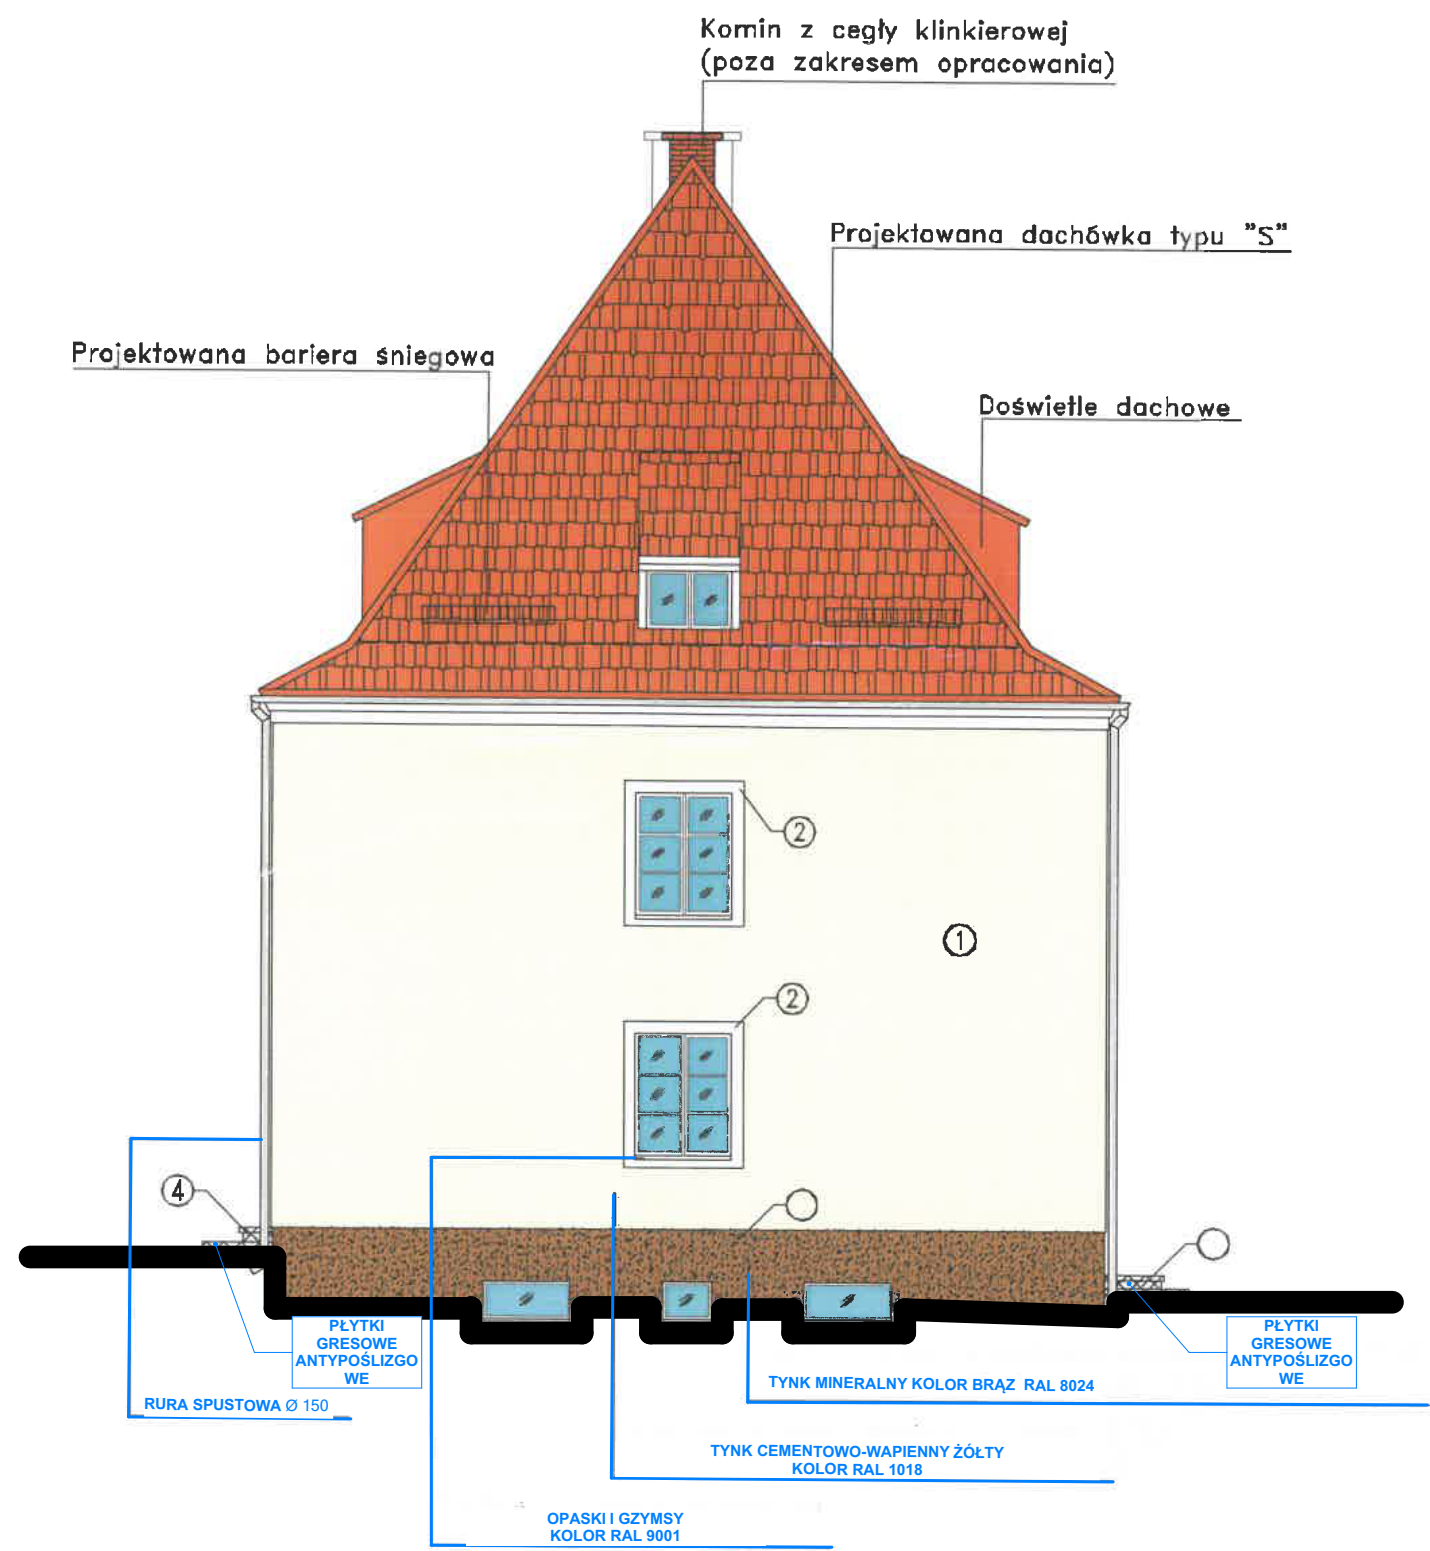 Komin z cegły klinkierowej
(poza zakresem opracowania)
Projektowana dachówka typu "S"
Projektowana bariera śniegowa
Doświetle dachowe
2
1
2
4
PŁYTKI
GRESOWE
ANTYPOŚLIZGO
WE
PŁYTKI
GRESOWE
ANTYPOŚLIZGO
WE
TYNK MINERALNY KOLOR BRĄZ RAL 8024
RURA SPUSTOWA Ø 150
TYNK CEMENTOWO-WAPIENNY ŻÓŁTY
KOLOR RAL 1018
OPASKI I GZYMSY
KOLOR RAL 9001